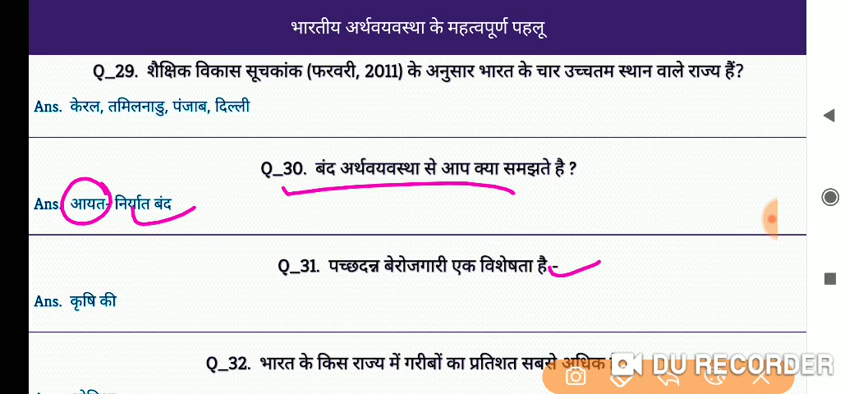 भारतीय अर्थवयवस्था के महत्वपूर्ण पहलू
Q_29. शैक्षिक विकास सूचकांक (फरवरी, 2011) के अनुसार भारत के चार उच्चतम स्थान वाले राज्य हैं?
Ans. केरल, तमिलनाडु, पंजाब, दिल्ली
Q_30. बंद अर्थवयवस्था से आप क्या समझते है ?
Ans. आयत- निर्यात बंद
Q_31. पच्छदन्न बेरोजगारी एक विशेषता है -
Ans. कृषि की
Q_32. भारत के किस राज्य में गरीबों का प्रतिशत सबसे अधिक
DU RECORDER